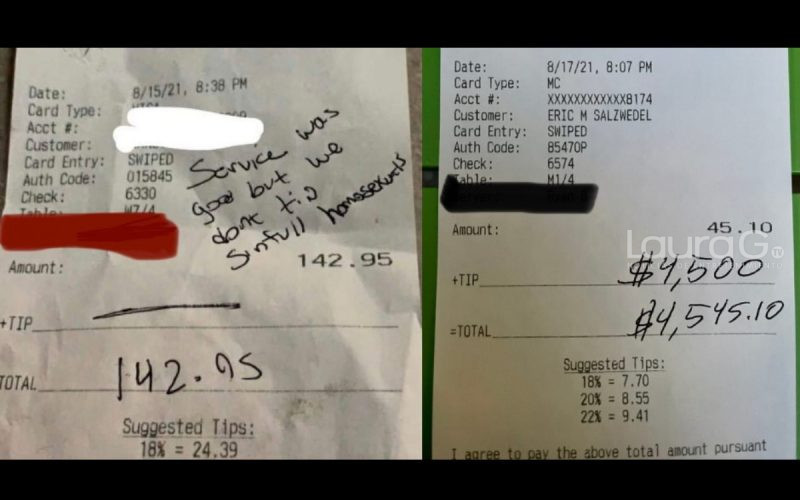 Date: 8/15/21, 8:38 PM
Card Type:
Acct #:
Customer:
Card Entry: SWIPED
Auth Code: 015845
Check: 6330
Table: W7/4
Service was
good but we
dont tip
sinfull homosexuals
Amount: 142.95
+TIP
TOTAL 142.95
Suggested Tips:
18% = 24.39
Date: 8/17/21, 8:07 PM
Card Type: MC
Acct #: XXXXXXXXXXXX8174
Customer: ERIC M SALZWEDEL
Card Entry: SWIPED
Auth Code: 85470P
Check: 6574
Table: M1/4
Amount: 45.10
LauraG
+TIP $4,500
=TOTAL $4,545.10
Suggested Tips:
18% = 7.70
20% = 8.55
22% = 9.41
I agree to pay the above total amount pursuant